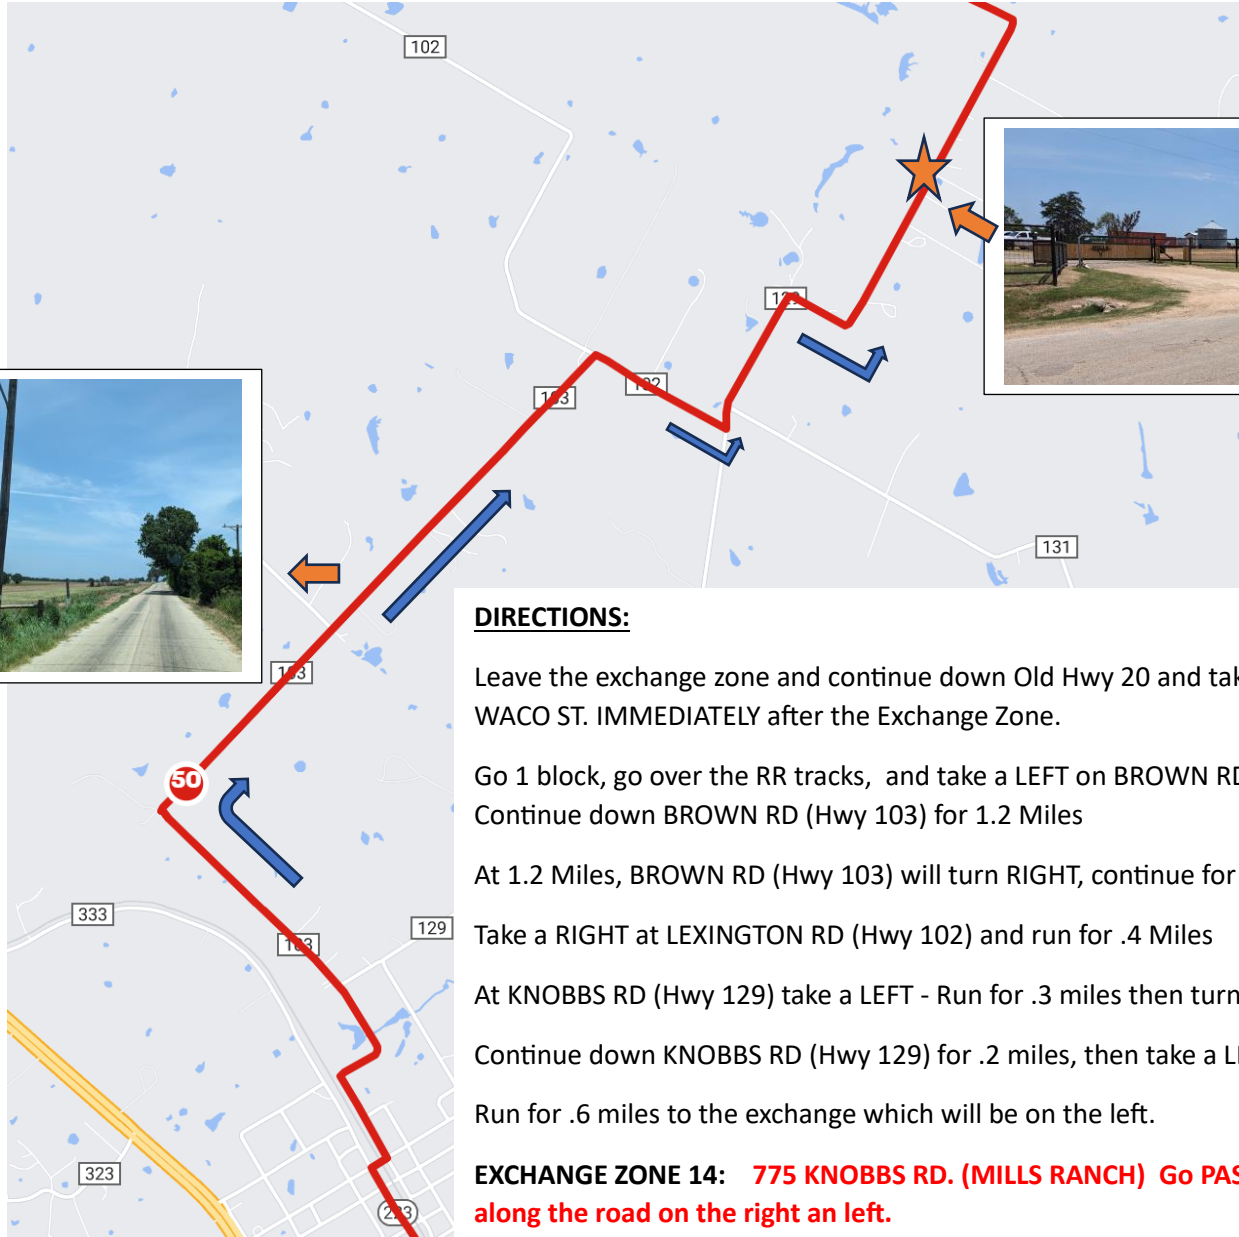 102
129
103
102
131
103
50
333
129
103
323
223
DIRECTIONS:
Leave the exchange zone and continue down Old Hwy 20 and tak
WACO ST. IMMEDIATELY after the Exchange Zone.
Go 1 block, go over the RR tracks, and take a LEFT on BROWN RD
Continue down BROWN RD (Hwy 103) for 1.2 Miles
At 1.2 Miles, BROWN RD (Hwy 103) will turn RIGHT, continue for
Take a RIGHT at LEXINGTON RD (Hwy 102) and run for .4 Miles
At KNOBBS RD (Hwy 129) take a LEFT - Run for .3 miles then turn
Continue down KNOBBS RD (Hwy 129) for .2 miles, then take a LE
Run for .6 miles to the exchange which will be on the left.
EXCHANGE ZONE 14: 775 KNOBBS RD. (MILLS RANCH) Go PAS
along the road on the right an left.